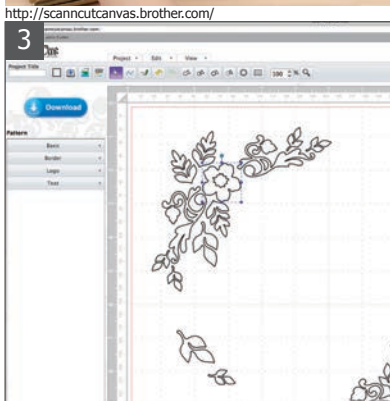 http://scanncutcanvas.brother.com/
3
Project Edit View
Project Title
100 %
Download
Pattern
Basic
Border
Logo
Text